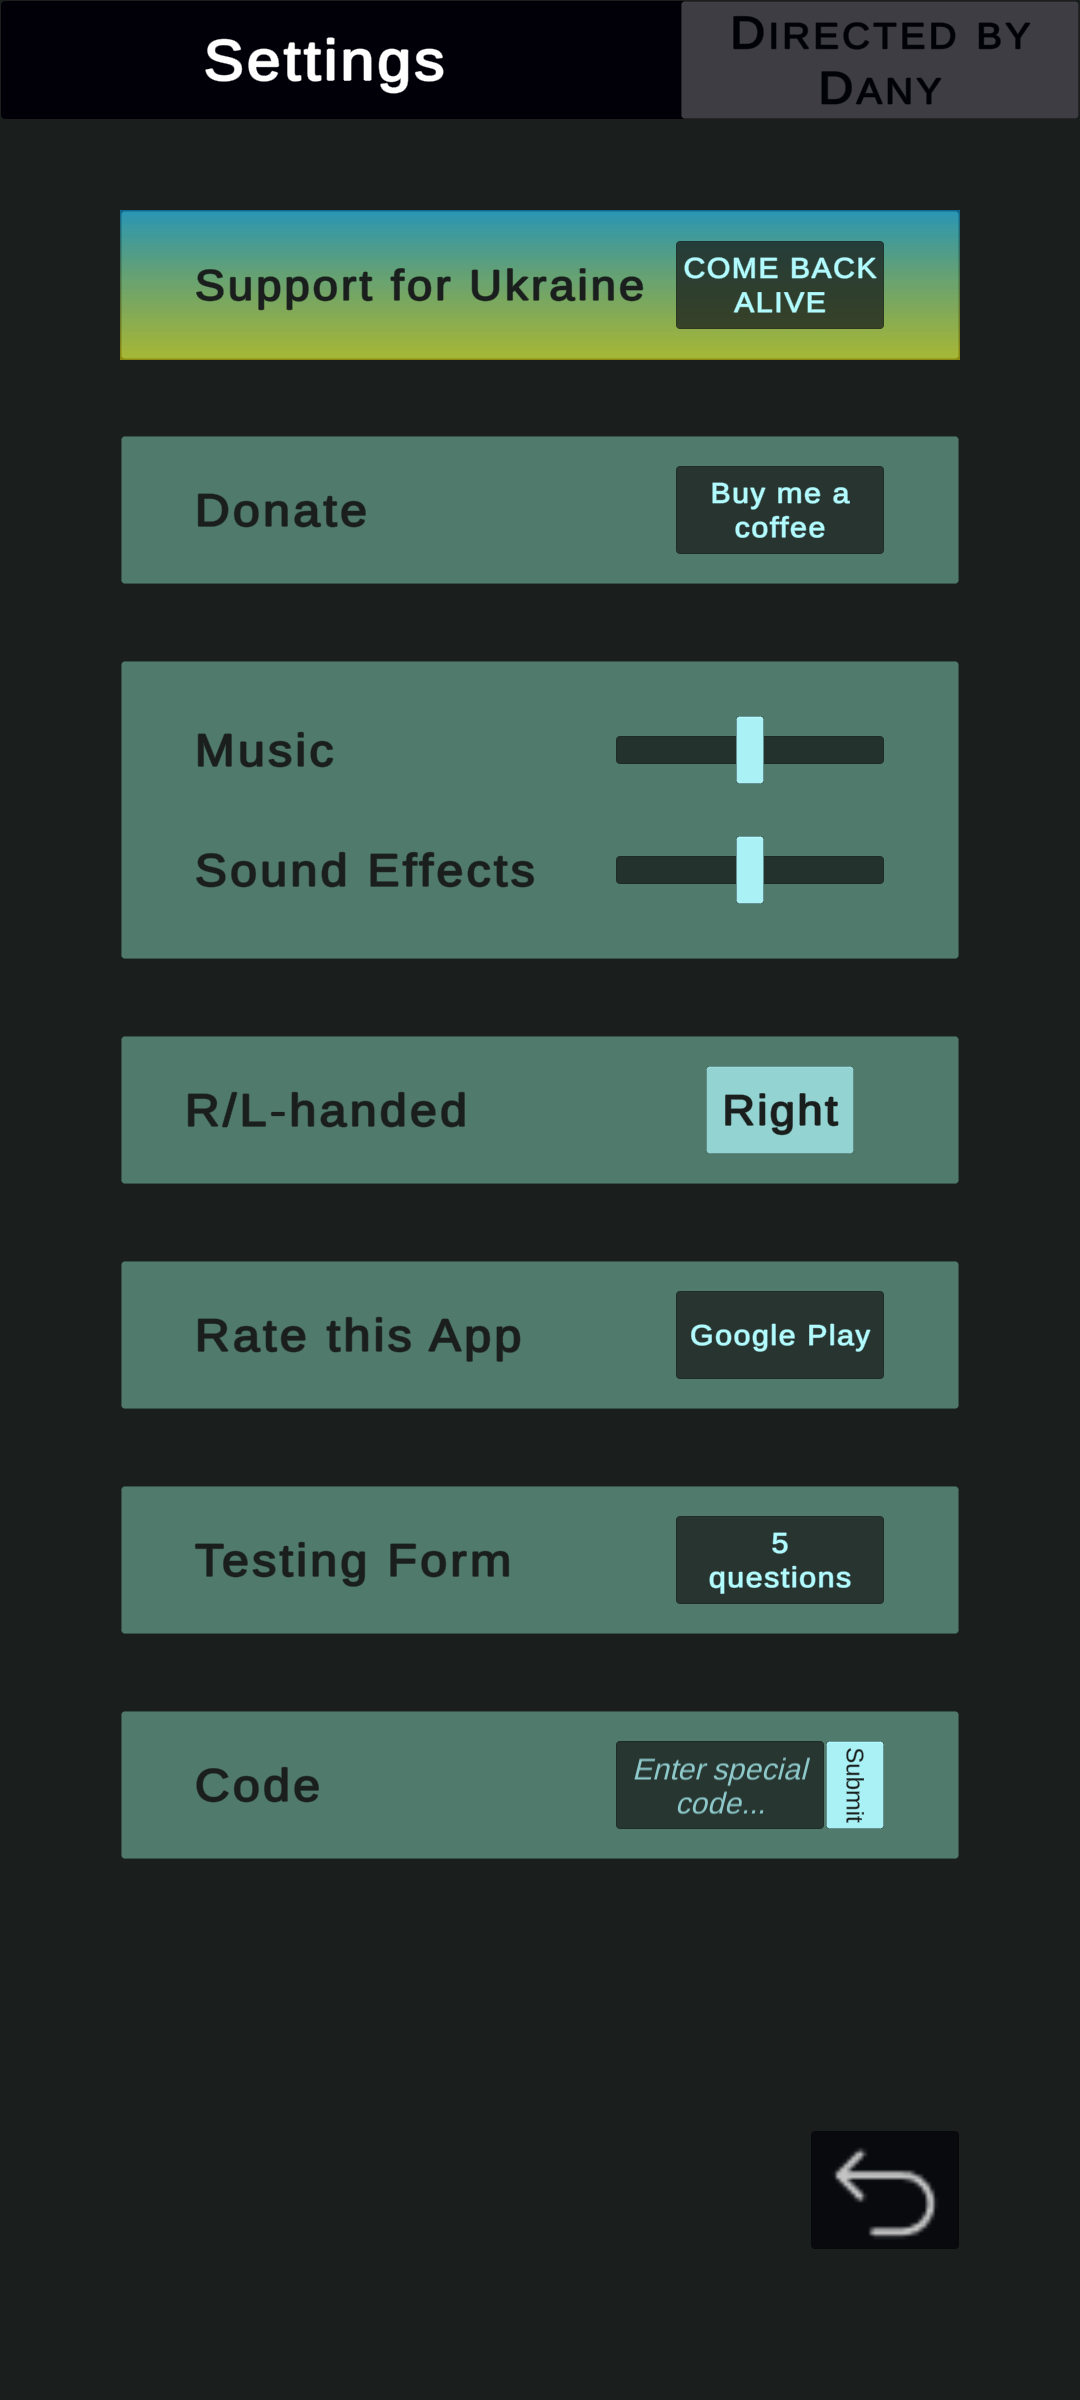 Settings
DIRECTED BY
DANY
Support for Ukraine
COME BACK
ALIVE
Donate
Buy me a
coffee
Music
Sound Effects
R/L-handed
Right
Rate this App
Google Play
Testing Form
5
questions
Code
Enter special
code...
Submit